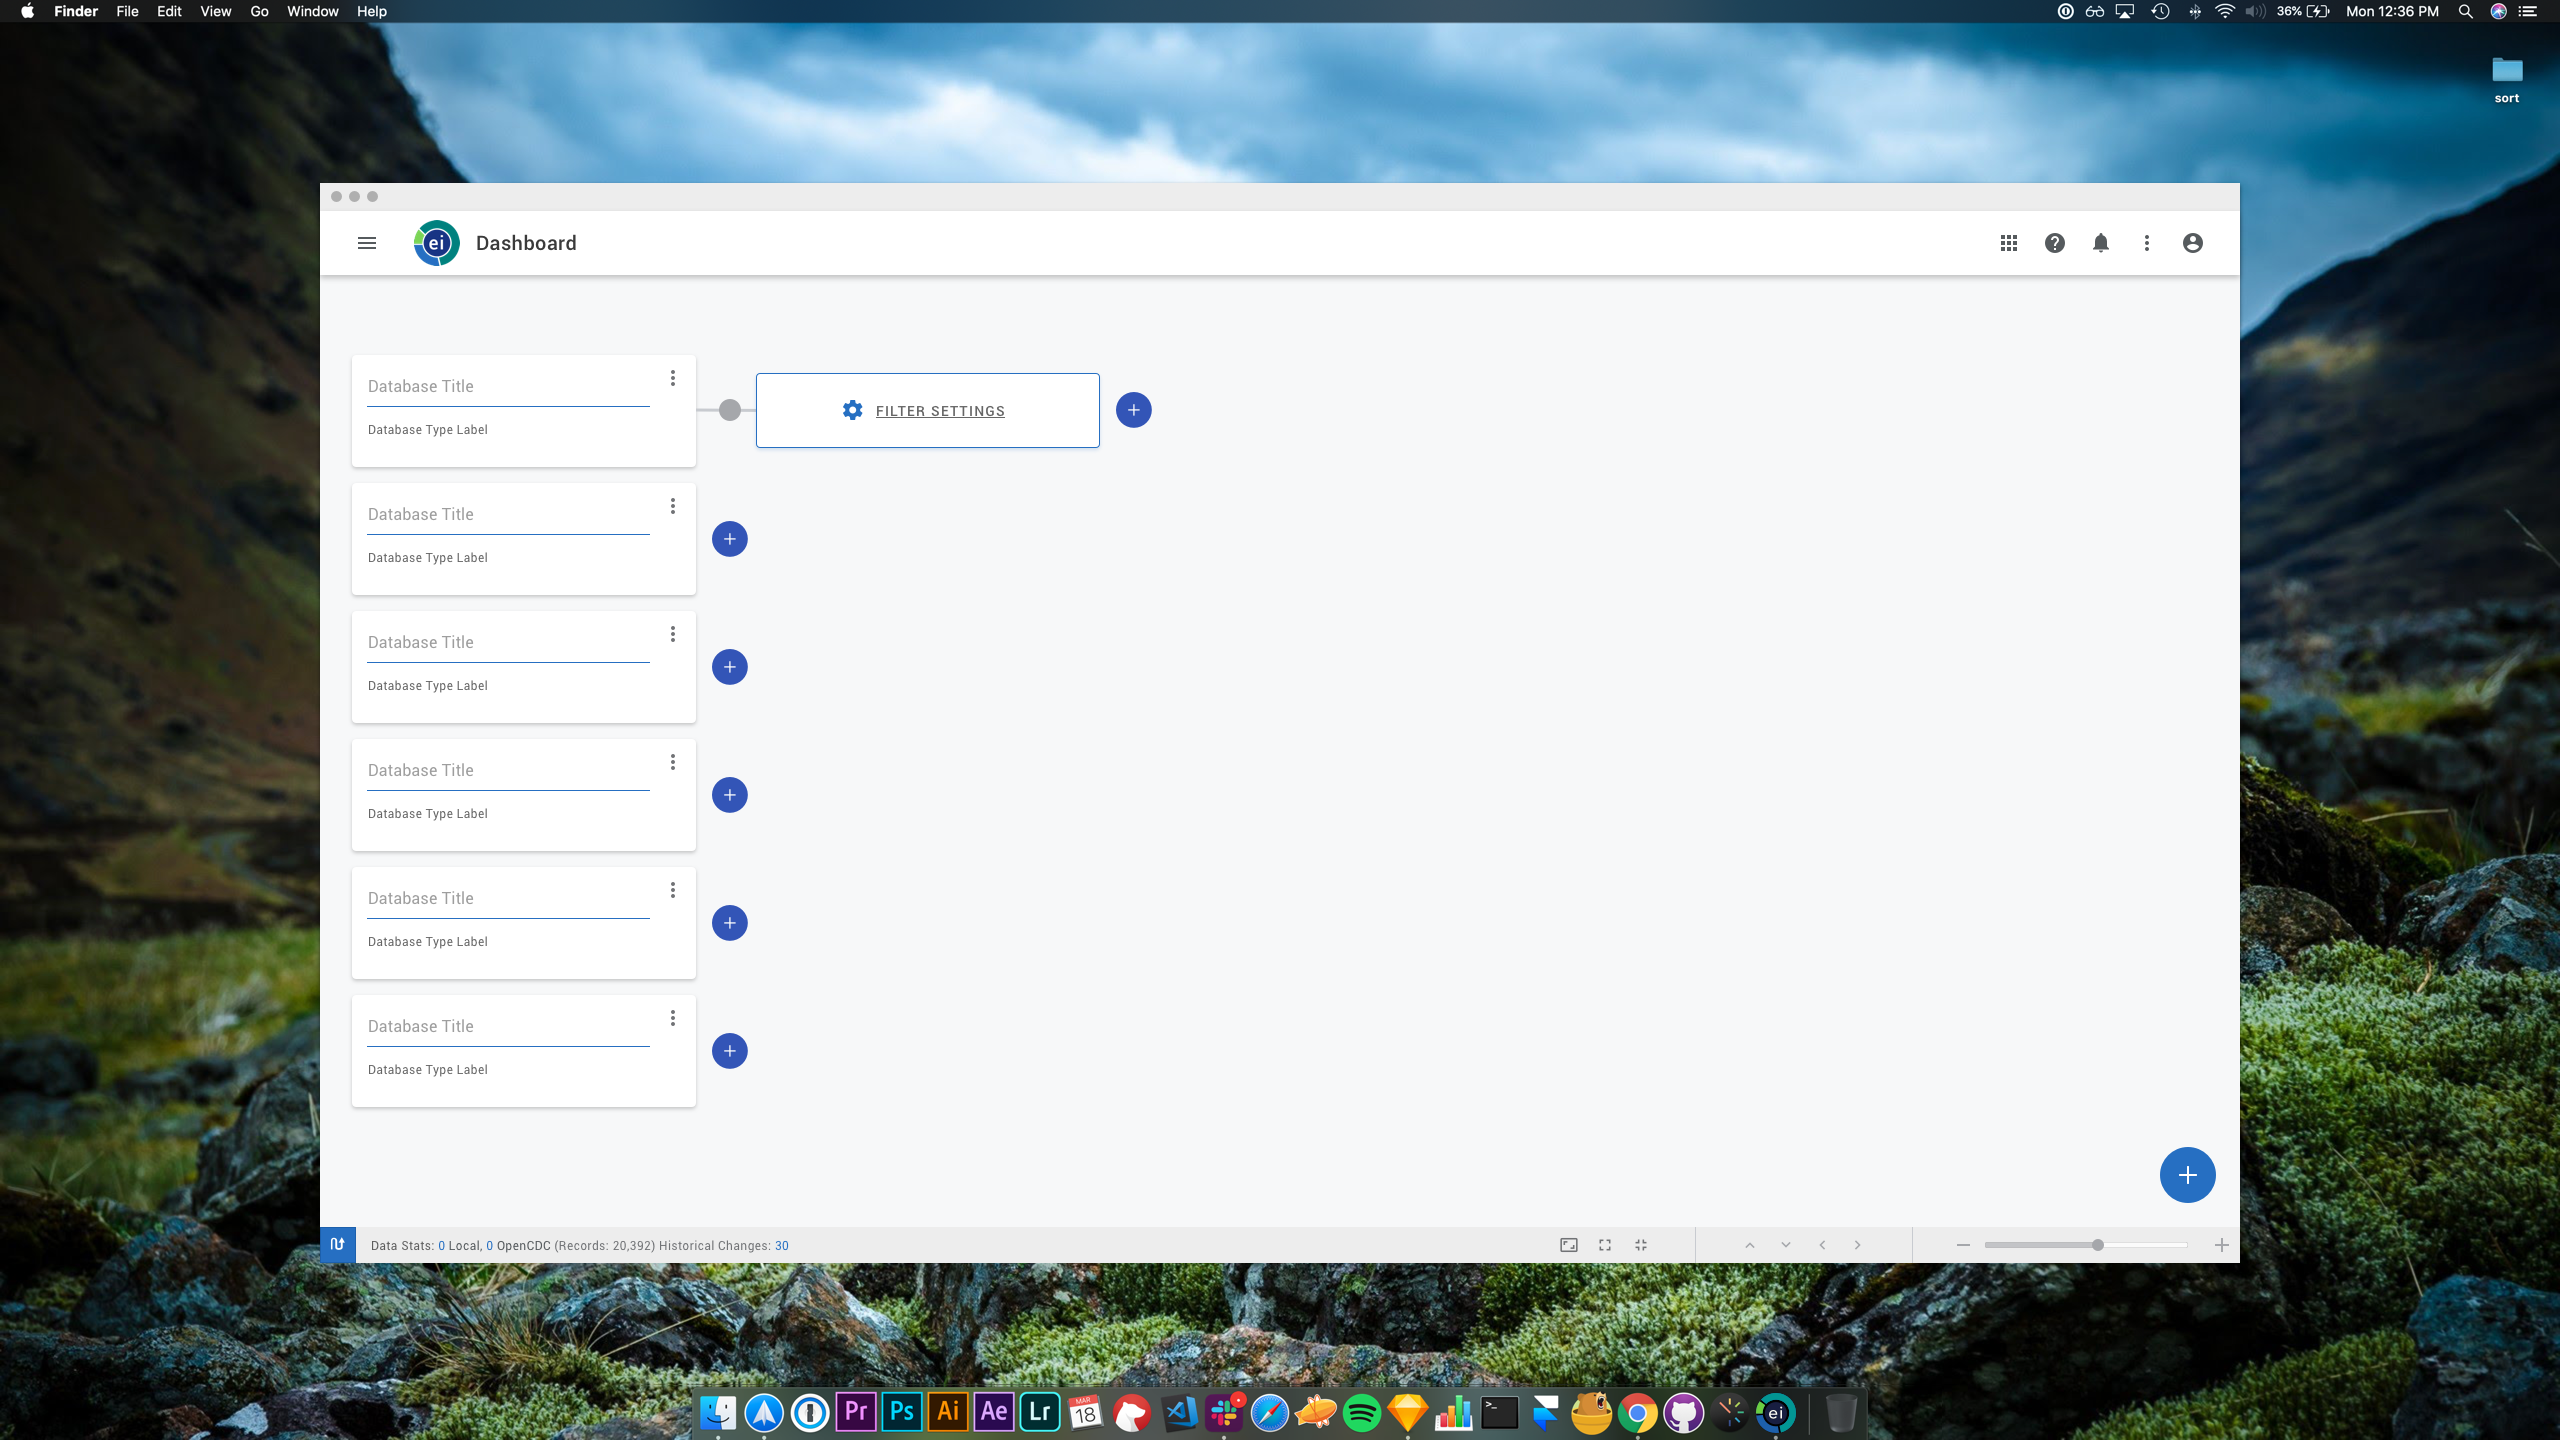 Finder File Edit View Go Window Help
36% Mon 12:36 PM
sort
ei Dashboard
Database Title
Database Type Label
FILTER SETTINGS
Database Title
Database Type Label
Database Title
Database Type Label
Database Title
Database Type Label
Database Title
Database Type Label
Database Title
Database Type Label
Data Stats: 0 Local, 0 OpenCDC (Records: 20,392) Historical Changes: 30
Pr Ps Ai Ae Lr MAR 18 ei